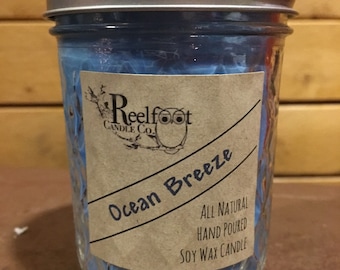 Reelfoot
Candle Co.
Ocean Breeze
All Natural
Hand Poured
Soy Wax Candle